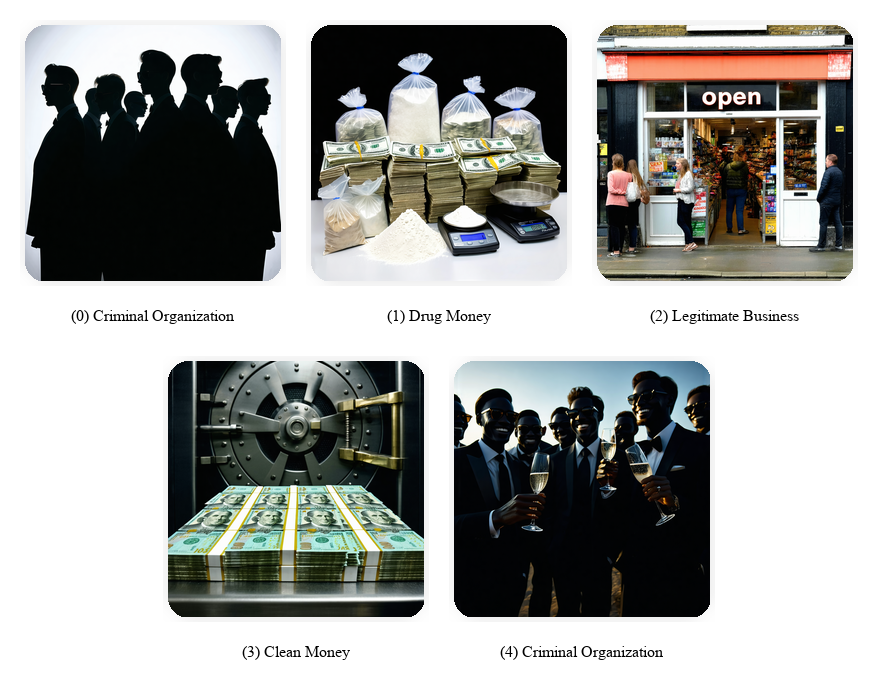 open
(0) Criminal Organization
(1) Drug Money
(2) Legitimate Business
(3) Clean Money
(4) Criminal Organization